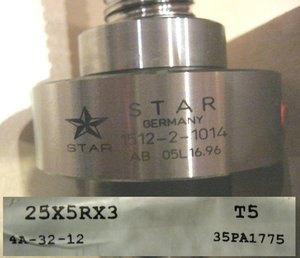 STAR
GERMANY
STAR
1512-2-1014
AB 05L16.96
25X5RX3 T5
4A-32-12 35PA1775